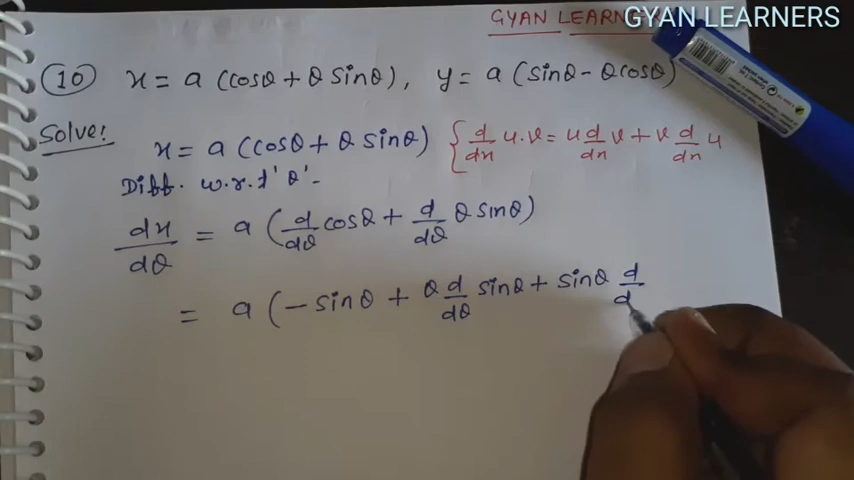 GYAN LEARNERS
GYAN LEARNE
(10) x = a (cosθ + θ sinθ), y = a (sinθ - θcosθ)
Solve:
x = a (cosθ + θ sinθ) { d/dx u.v = u d/dx v + v d/dx u
Diff. w.r.t 'θ' -
dx/dθ = a (d/dθ cosθ + d/dθ θ sinθ)
= a (- sinθ + θ d/dθ sinθ + sinθ d/d